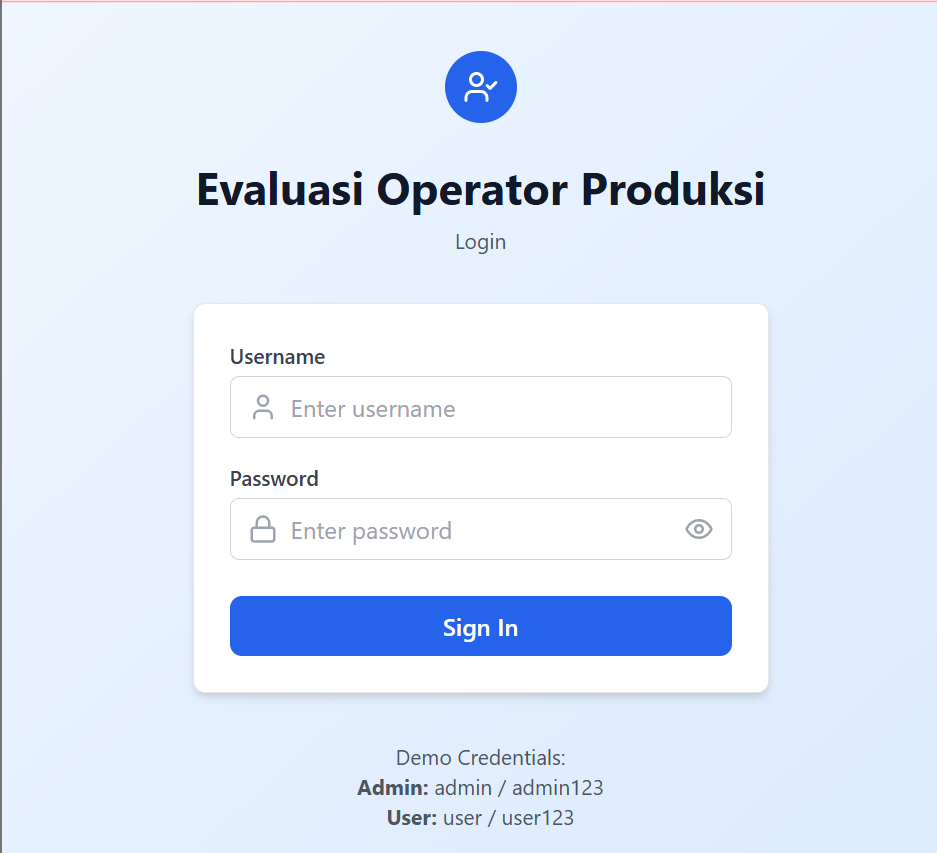 Evaluasi Operator Produksi
Login
Username
Enter username
Password
Enter password
Sign In
Demo Credentials:
Admin: admin / admin123
User: user / user123